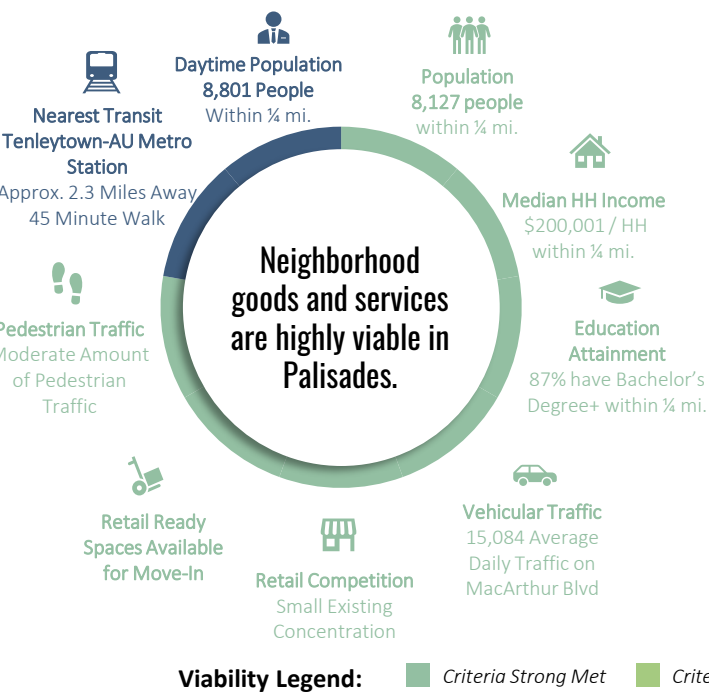 Daytime Population
8,801 People
Within ¼ mi.
Population
8,127 people
within ¼ mi.
Nearest Transit
Tenleytown-AU Metro
Station
Approx. 2.3 Miles Away
45 Minute Walk
Median HH Income
$200,001 / HH
within ¼ mi.
Neighborhood
goods and services
are highly viable in
Palisades.
Education
Attainment
87% have Bachelor's
Degree+ within ¼ mi.
Pedestrian Traffic
Moderate Amount
of Pedestrian
Traffic
Vehicular Traffic
15,084 Average
Daily Traffic on
MacArthur Blvd
Retail Ready
Spaces Available
for Move-In
Retail Competition
Small Existing
Concentration
Viability Legend:
Criteria Strong Met